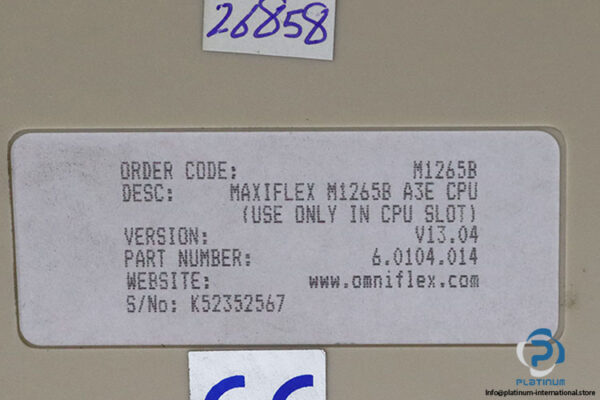 26858
ORDER CODE: M1265B
DESC: MAXIFLEX M1265B A3E CPU
(USE ONLY IN CPU SLOT)
VERSION: V13.04
PART NUMBER: 6.0104.014
WEBSITE: www.omniflex.com
S/No: K52352567
PLATINUM
Info@platinum-international.store